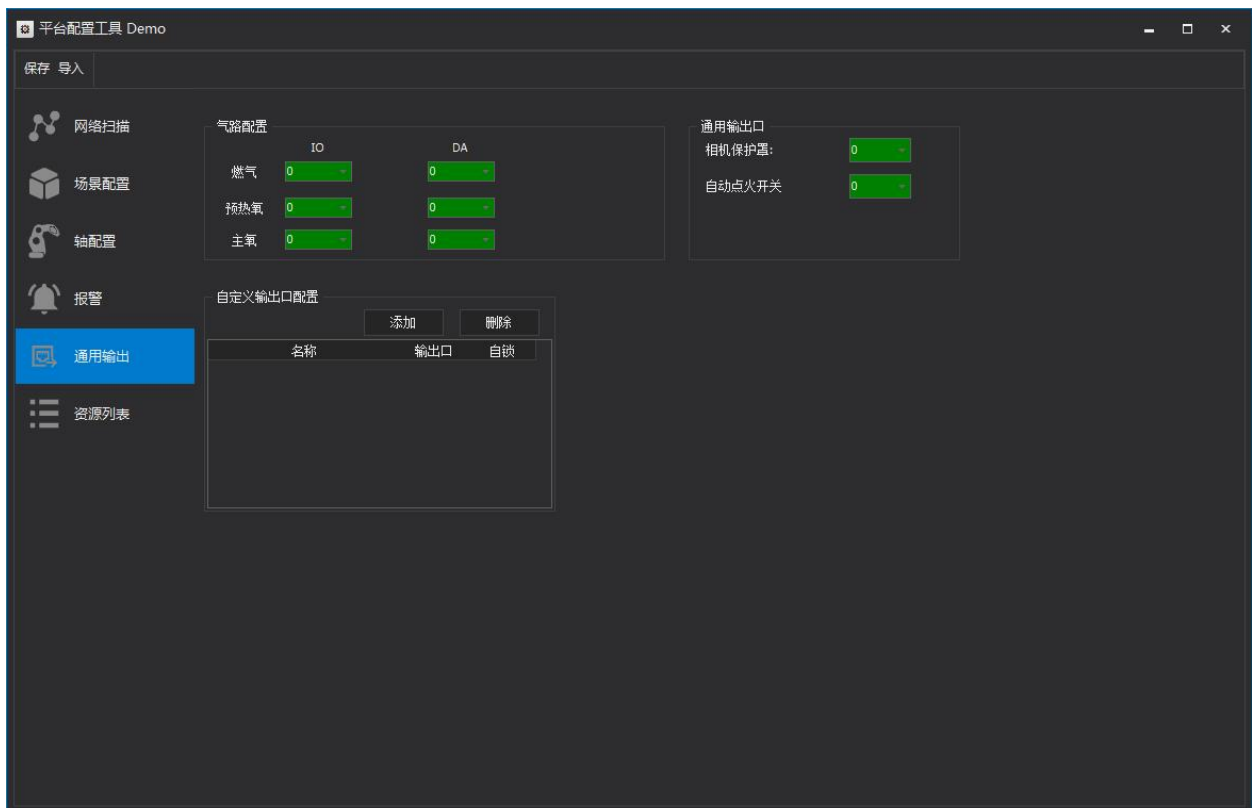 平台配置工具 Demo
保存 导入
网络扫描
场景配置
轴配置
报警
通用输出
资源列表
气路配置
IO DA
燃气 0 0
预热氧 0 0
主氧 0 0
通用输出口
相机保护罩: 0
自动点火开关 0
自定义输出口配置
添加 删除
名称 输出口 自锁